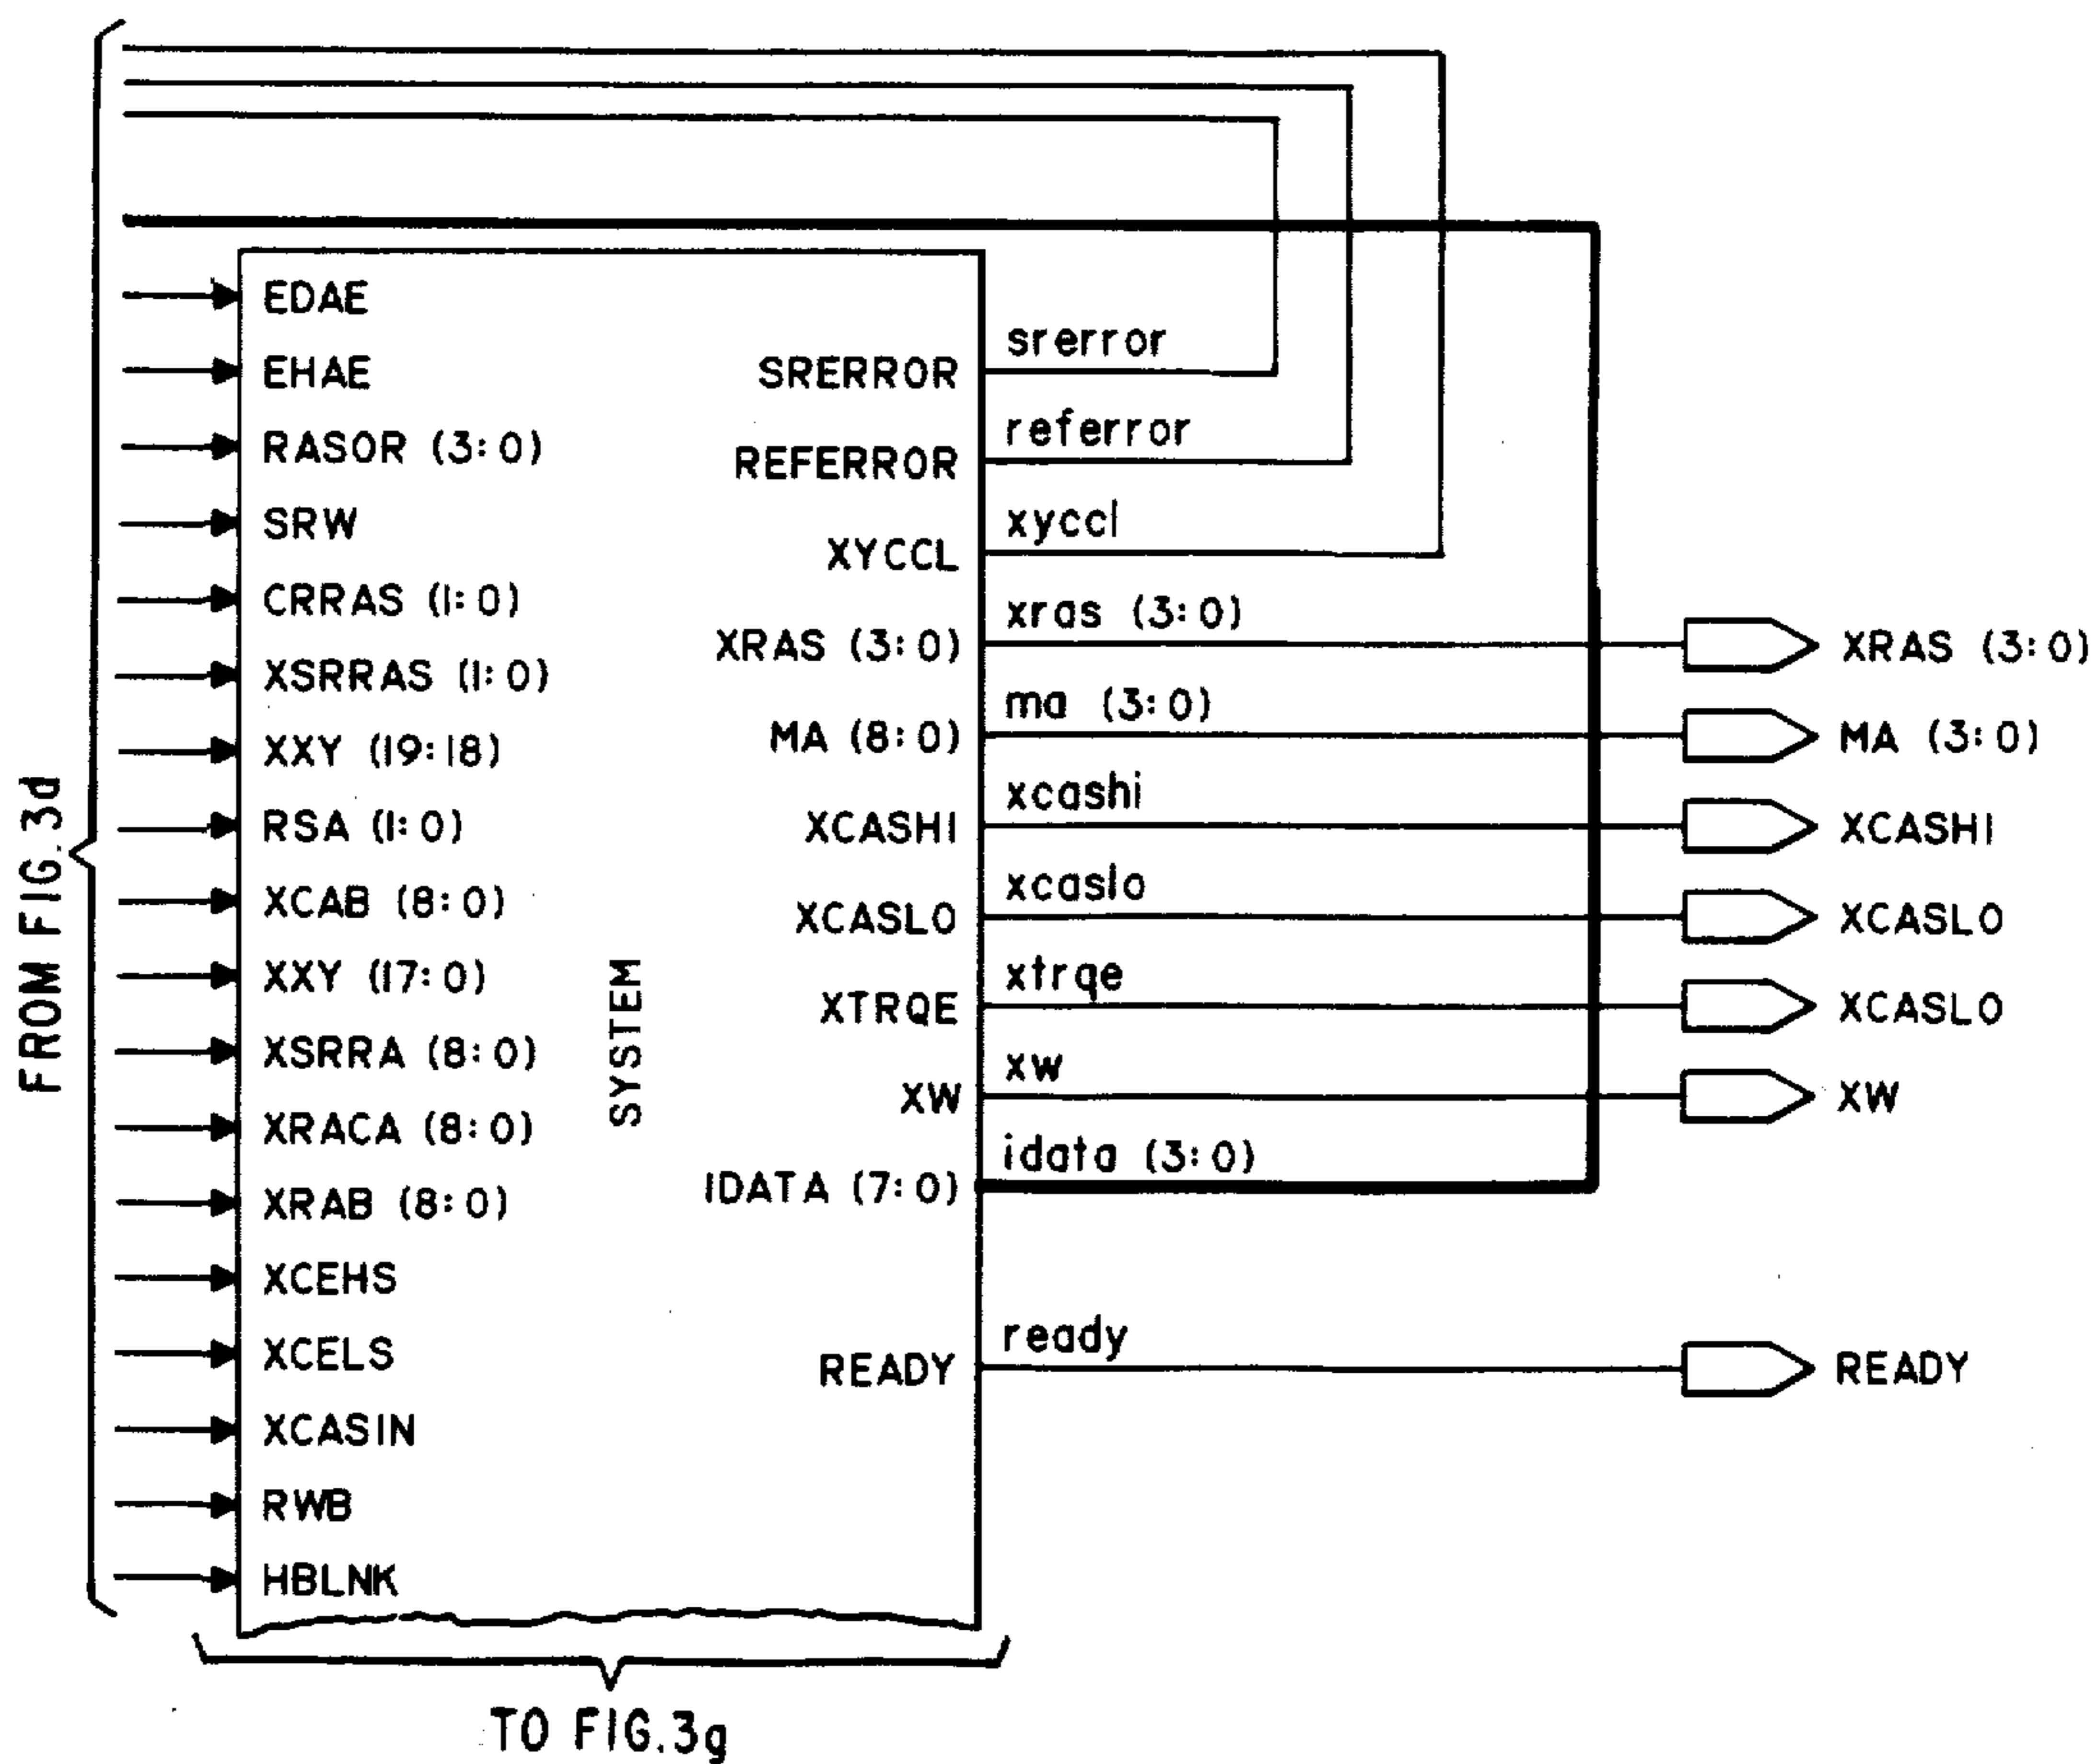 FROM FIG.3d
EDAE
EHAE
RASOR (3:0)
SRW
CRRAS (1:0)
XSRRAS (1:0)
XXY (19:18)
RSA (1:0)
XCAB (8:0)
XXY (17:0)
XSRRA (8:0)
XRACA (8:0)
XRAB (8:0)
XCEHS
XCELS
XCASIN
RWB
HBLNK
SYSTEM
SRERROR
srerror
REFERROR
referror
XYCCL
xyccl
XRAS (3:0)
xras (3:0)
XRAS (3:0)
MA (8:0)
ma (3:0)
MA (3:0)
XCASHI
xcashi
XCASHI
XCASLO
xcaslo
XCASLO
XTRQE
xtrqe
XCASLO
XW
xw
XW
IDATA (7:0)
idata (3:0)
READY
ready
READY
TO FIG.3g